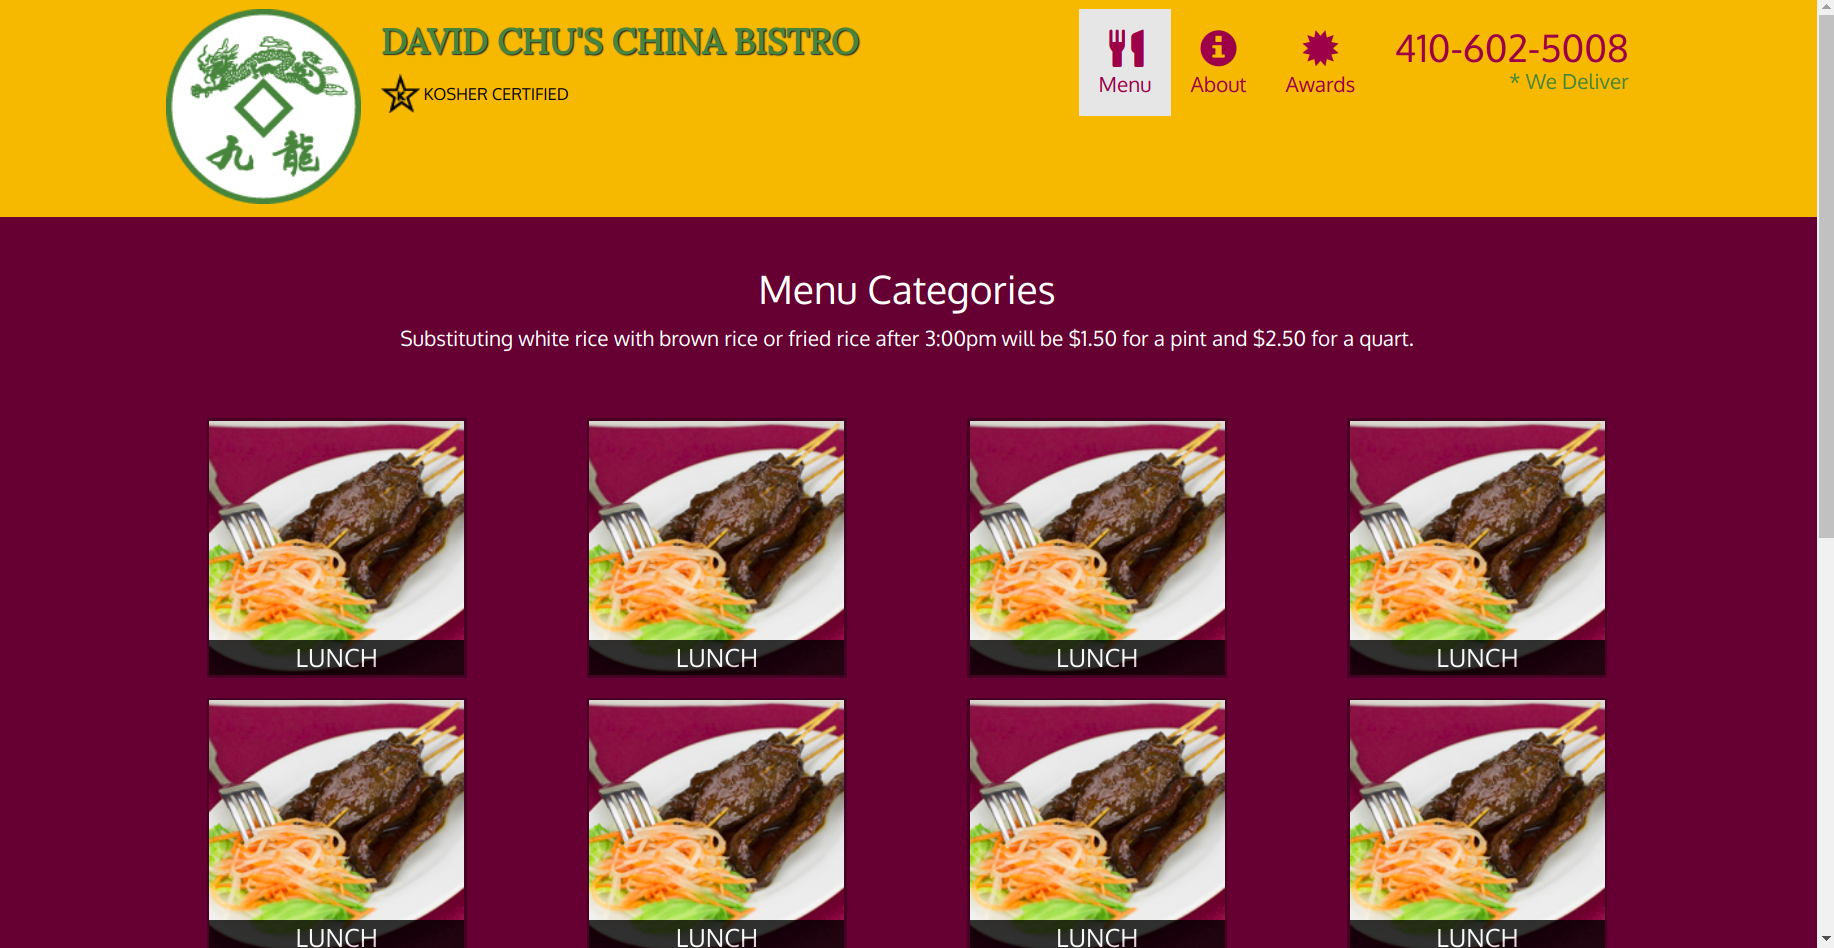 DAVID CHU'S CHINA BISTRO
KOSHER CERTIFIED
K
九龍
Menu
About
Awards
410-602-5008
* We Deliver
Menu Categories
Substituting white rice with brown rice or fried rice after 3:00pm will be $1.50 for a pint and $2.50 for a quart.
LUNCH
LUNCH
LUNCH
LUNCH
LUNCH
LUNCH
LUNCH
LUNCH